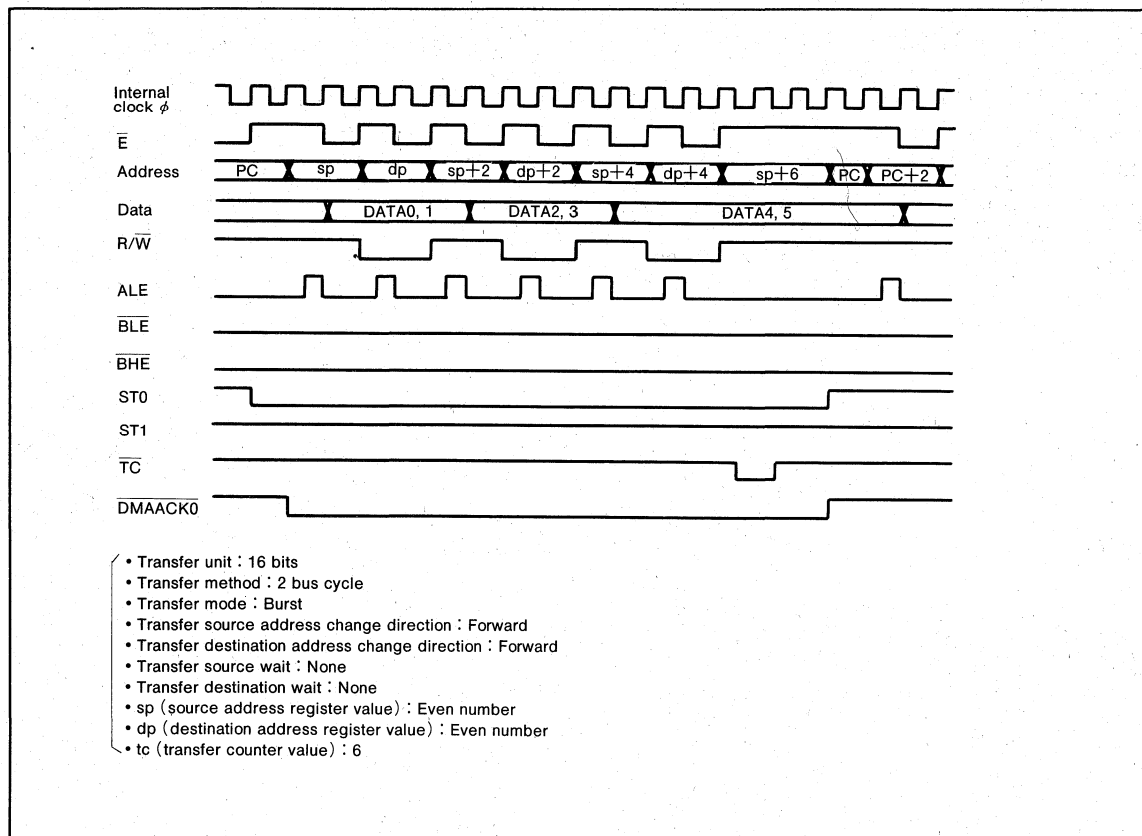 Internal
clock ϕ
E̅
Address PC sp dp sp+2 dp+2 sp+4 dp+4 sp+6 PC PC+2
Data DATA0, 1 DATA2, 3 DATA4, 5
R/W̅
ALE
B̅L̅E̅
B̅H̅E̅
ST0
ST1
T̅C̅
D̅M̅A̅A̅C̅K̅0̅
• Transfer unit : 16 bits
• Transfer method : 2 bus cycle
• Transfer mode : Burst
• Transfer source address change direction : Forward
• Transfer destination address change direction : Forward
• Transfer source wait : None
• Transfer destination wait : None
• sp (source address register value) : Even number
• dp (destination address register value) : Even number
• tc (transfer counter value) : 6